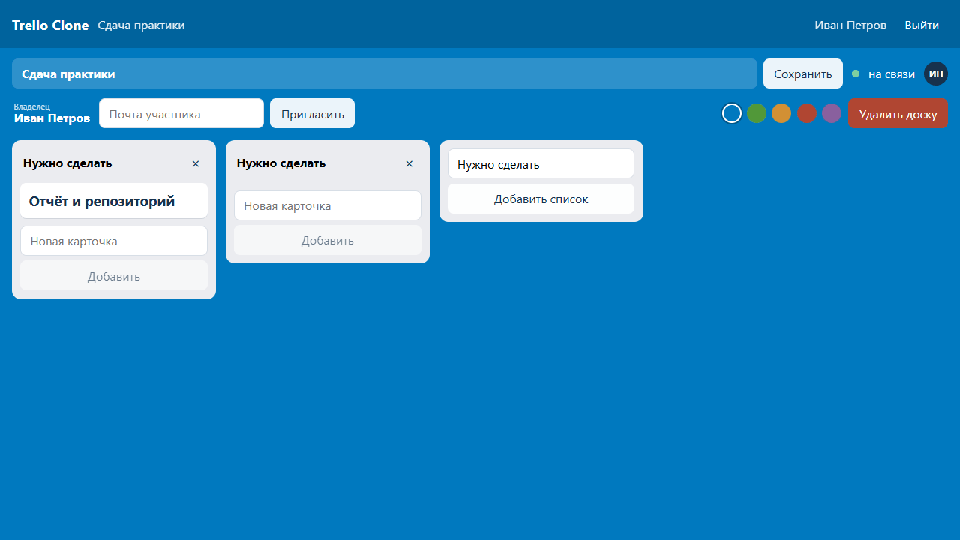 Trello Clone Сдача практики Иван Петров Выйти
Сдача практики Сохранить на связи ИП
Владелец
Иван Петров Почта участника Пригласить Удалить доску
Нужно сделать ×
Отчёт и репозиторий
Новая карточка
Добавить
Нужно сделать ×
Новая карточка
Добавить
Нужно сделать
Добавить список